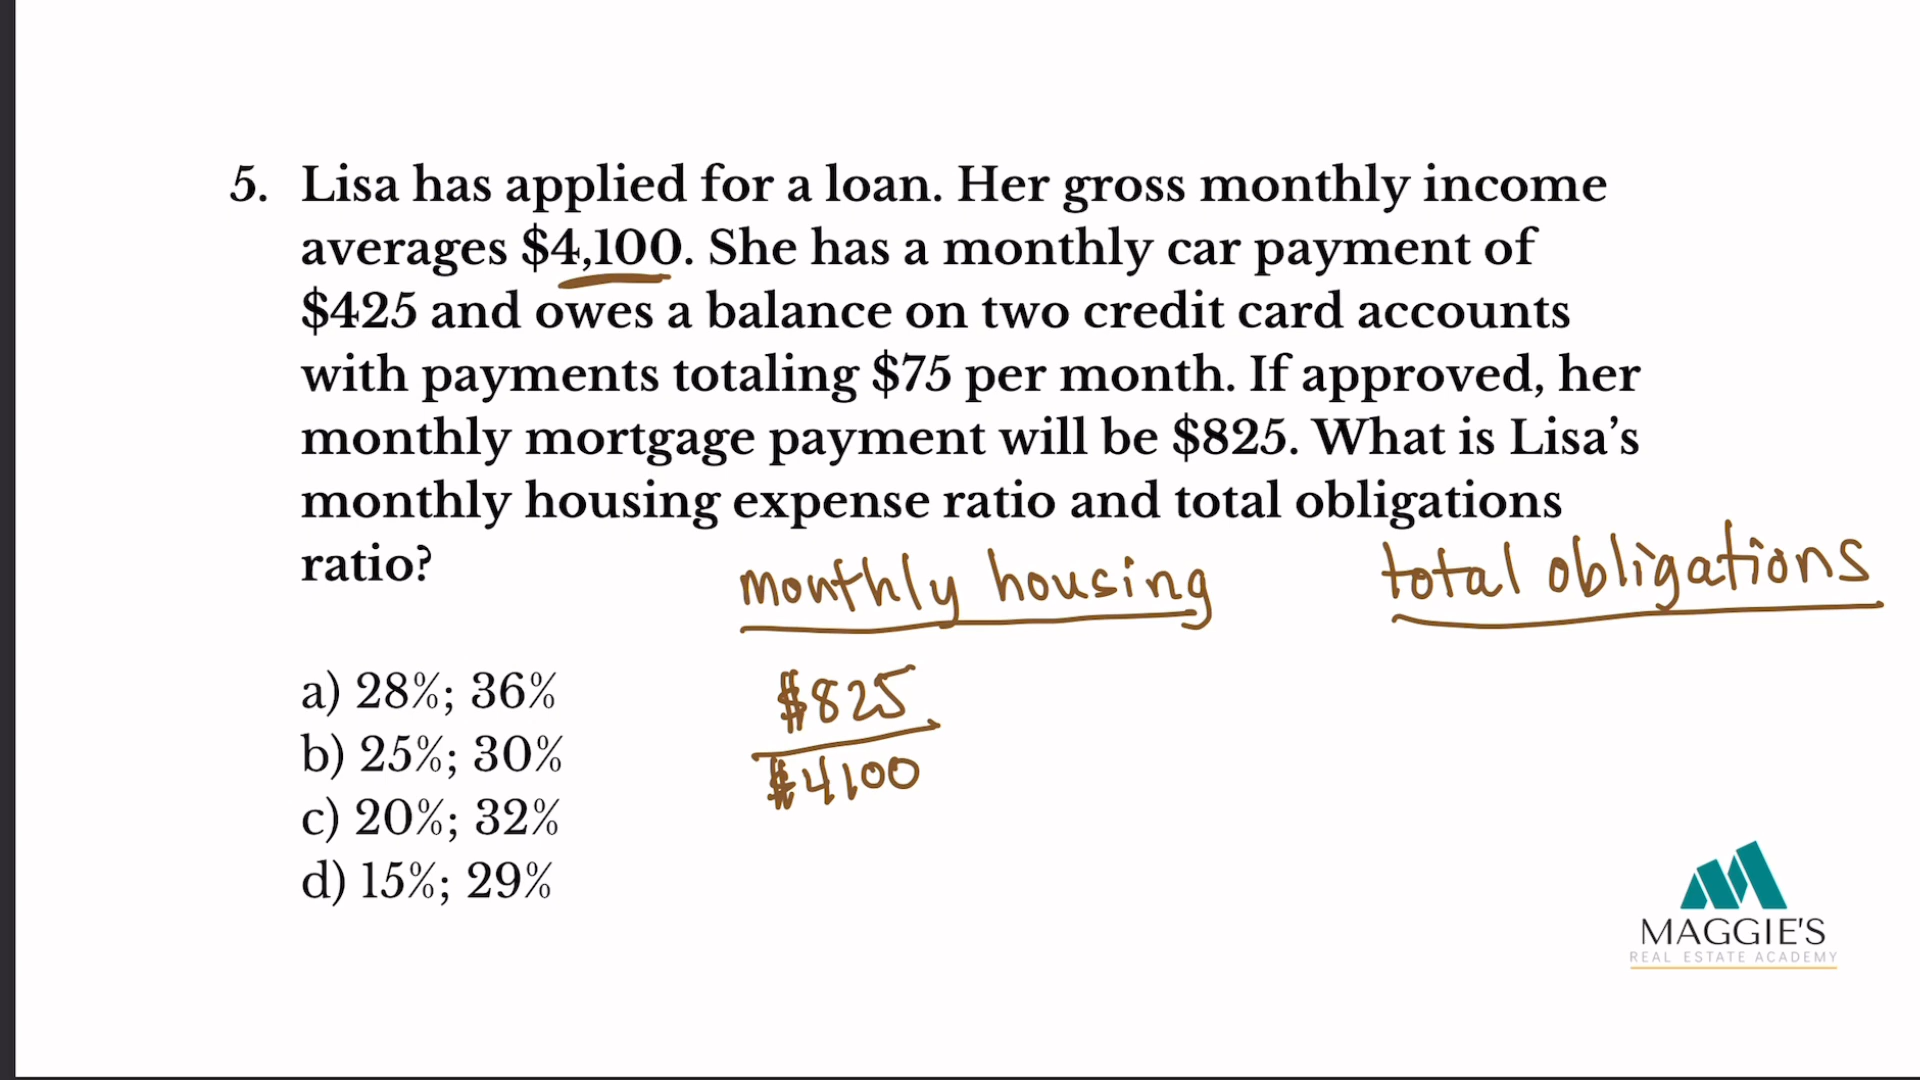 5. Lisa has applied for a loan. Her gross monthly income
averages $4,100. She has a monthly car payment of
$425 and owes a balance on two credit card accounts
with payments totaling $75 per month. If approved, her
monthly mortgage payment will be $825. What is Lisa's
monthly housing expense ratio and total obligations
ratio?
monthly housing
total obligations
a) 28%; 36%
b) 25%; 30%
c) 20%; 32%
d) 15%; 29%
$825
$4100
MAGGIE'S
REAL ESTATE ACADEMY